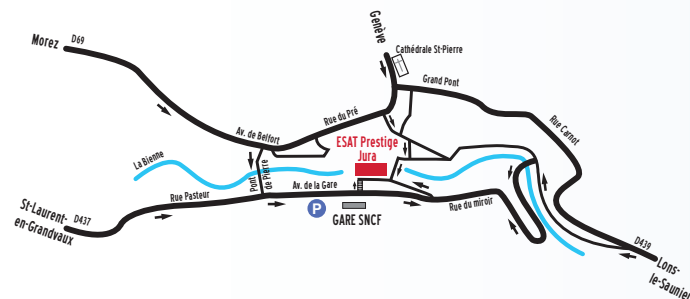 Morez
D69
Genève
Cathédrale St-Pierre
Grand Pont
Rue Carnot
Av. de Belfort
Rue du Pré
ESAT Prestige
Jura
La Bienne
Pont
de Pierre
Rue Pasteur
Av. de la Gare
Rue du miroir
P
GARE SNCF
St-Laurent-
en-Grandvaux
D437
D439
Lons-
le-Saunier